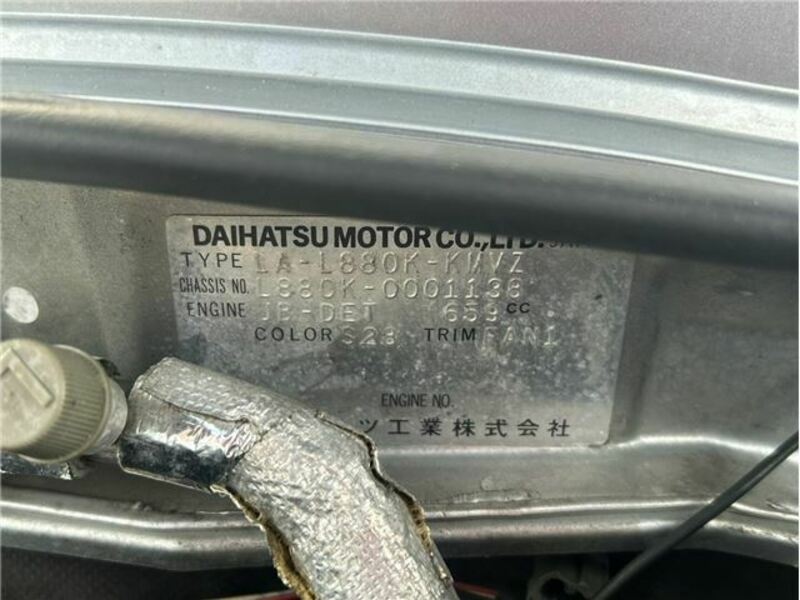 DAIHATSU MOTOR CO.,LTD.
TYPE LA-L880K-KMVZ
CHASSIS NO. L880K-0001138
ENGINE JB-DET 659 CC
COLOR S28 TRIM FAN1
ENGINE NO.
ツ工業株式会社